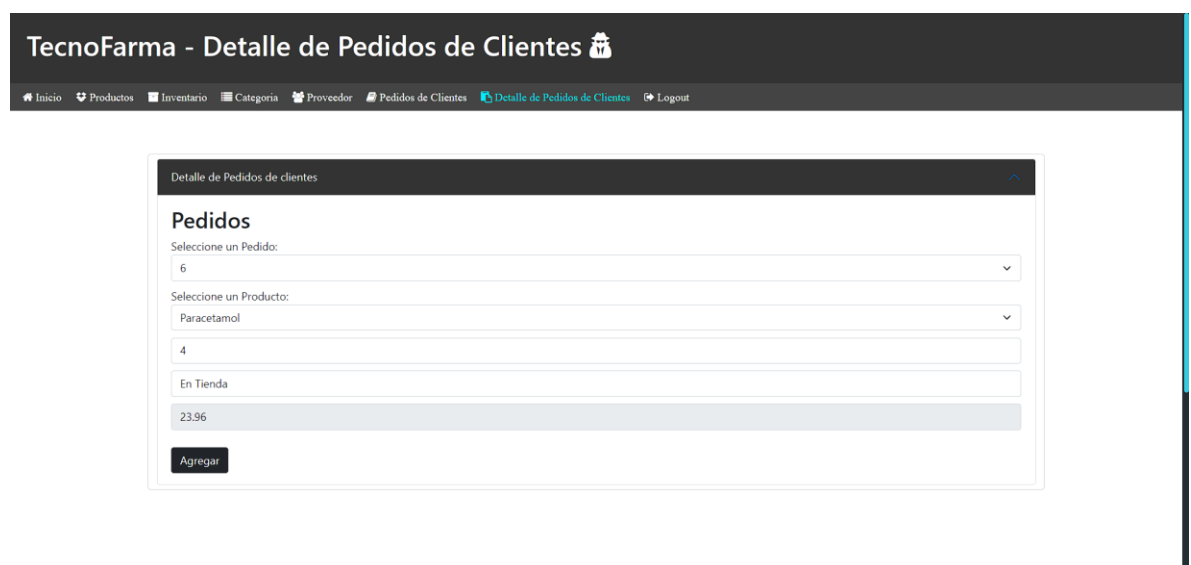 TecnoFarma - Detalle de Pedidos de Clientes
Inicio Productos Inventario Categoria Proveedor Pedidos de Clientes Detalle de Pedidos de Clientes Logout
Detalle de Pedidos de clientes
Pedidos
Seleccione un Pedido:
6
Seleccione un Producto:
Paracetamol
4
En Tienda
23.96
Agregar